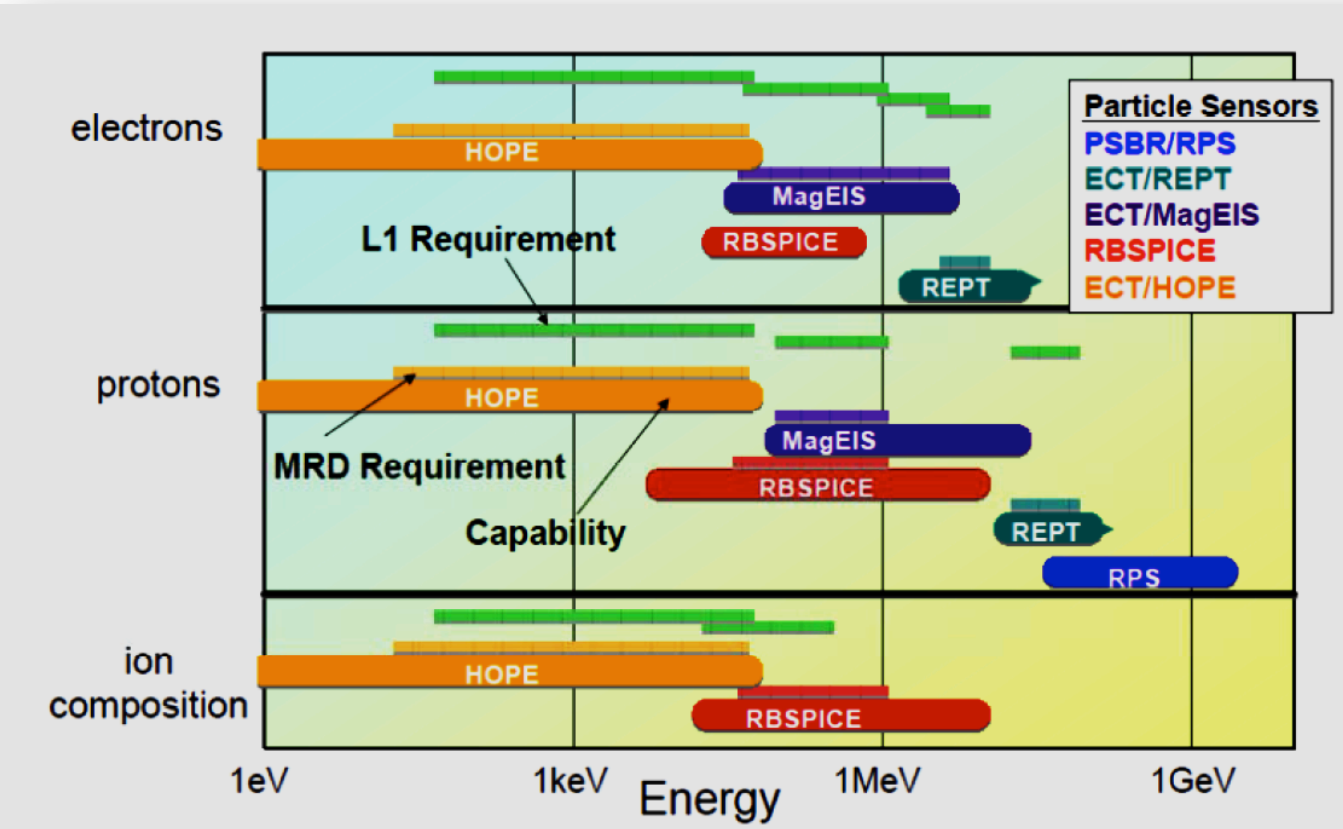 electrons
HOPE
MagEIS
L1 Requirement
RBSPICE
REPT
Particle Sensors
PSBR/RPS
ECT/REPT
ECT/MagEIS
RBSPICE
ECT/HOPE
protons
HOPE
MagEIS
MRD Requirement
RBSPICE
Capability
REPT
RPS
ion
composition
HOPE
RBSPICE
1eV
1keV
1MeV
1GeV
Energy